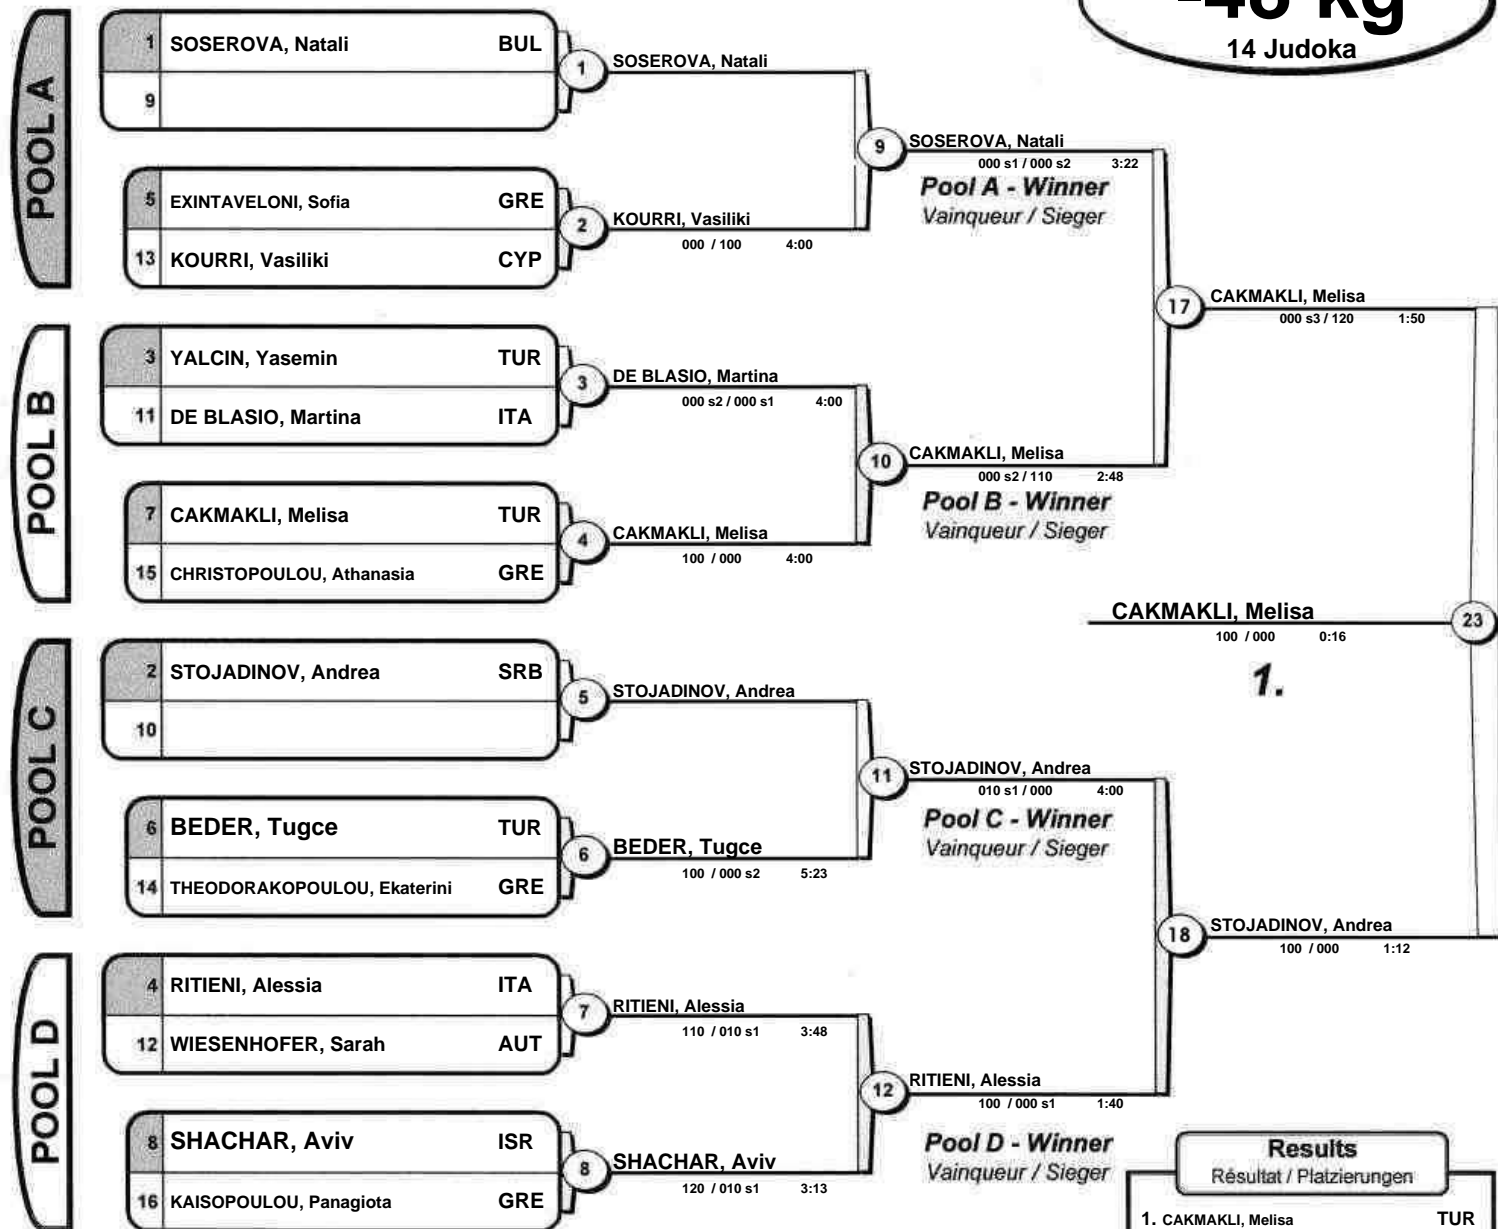 -48 kg
14 Judoka
POOL A
1 SOSEROVA, Natali BUL
9
5 EXINTAVELONI, Sofia GRE
13 KOURRI, Vasiliki CYP
1 SOSEROVA, Natali
2 KOURRI, Vasiliki
000 / 100 4:00
9 SOSEROVA, Natali
000 s1 / 000 s2 3:22
Pool A - Winner
Vainqueur / Sieger
POOL B
3 YALCIN, Yasemin TUR
11 DE BLASIO, Martina ITA
7 CAKMAKLI, Melisa TUR
15 CHRISTOPOULOU, Athanasia GRE
3 DE BLASIO, Martina
000 s2 / 000 s1 4:00
4 CAKMAKLI, Melisa
100 / 000 4:00
10 CAKMAKLI, Melisa
000 s2 / 110 2:48
Pool B - Winner
Vainqueur / Sieger
17 CAKMAKLI, Melisa
000 s3 / 120 1:50
CAKMAKLI, Melisa 23
100 / 000 0:16
1.
POOL C
2 STOJADINOV, Andrea SRB
10
6 BEDER, Tugce TUR
14 THEODORAKOPOULOU, Ekaterini GRE
5 STOJADINOV, Andrea
6 BEDER, Tugce
100 / 000 s2 5:23
11 STOJADINOV, Andrea
010 s1 / 000 4:00
Pool C - Winner
Vainqueur / Sieger
POOL D
4 RITIENI, Alessia ITA
12 WIESENHOFER, Sarah AUT
8 SHACHAR, Aviv ISR
16 KAISOPOULOU, Panagiota GRE
7 RITIENI, Alessia
110 / 010 s1 3:48
8 SHACHAR, Aviv
120 / 010 s1 3:13
12 RITIENI, Alessia
100 / 000 s1 1:40
Pool D - Winner
Vainqueur / Sieger
18 STOJADINOV, Andrea
100 / 000 1:12
Results
Résultat / Platzierungen
1. CAKMAKLI, Melisa TUR